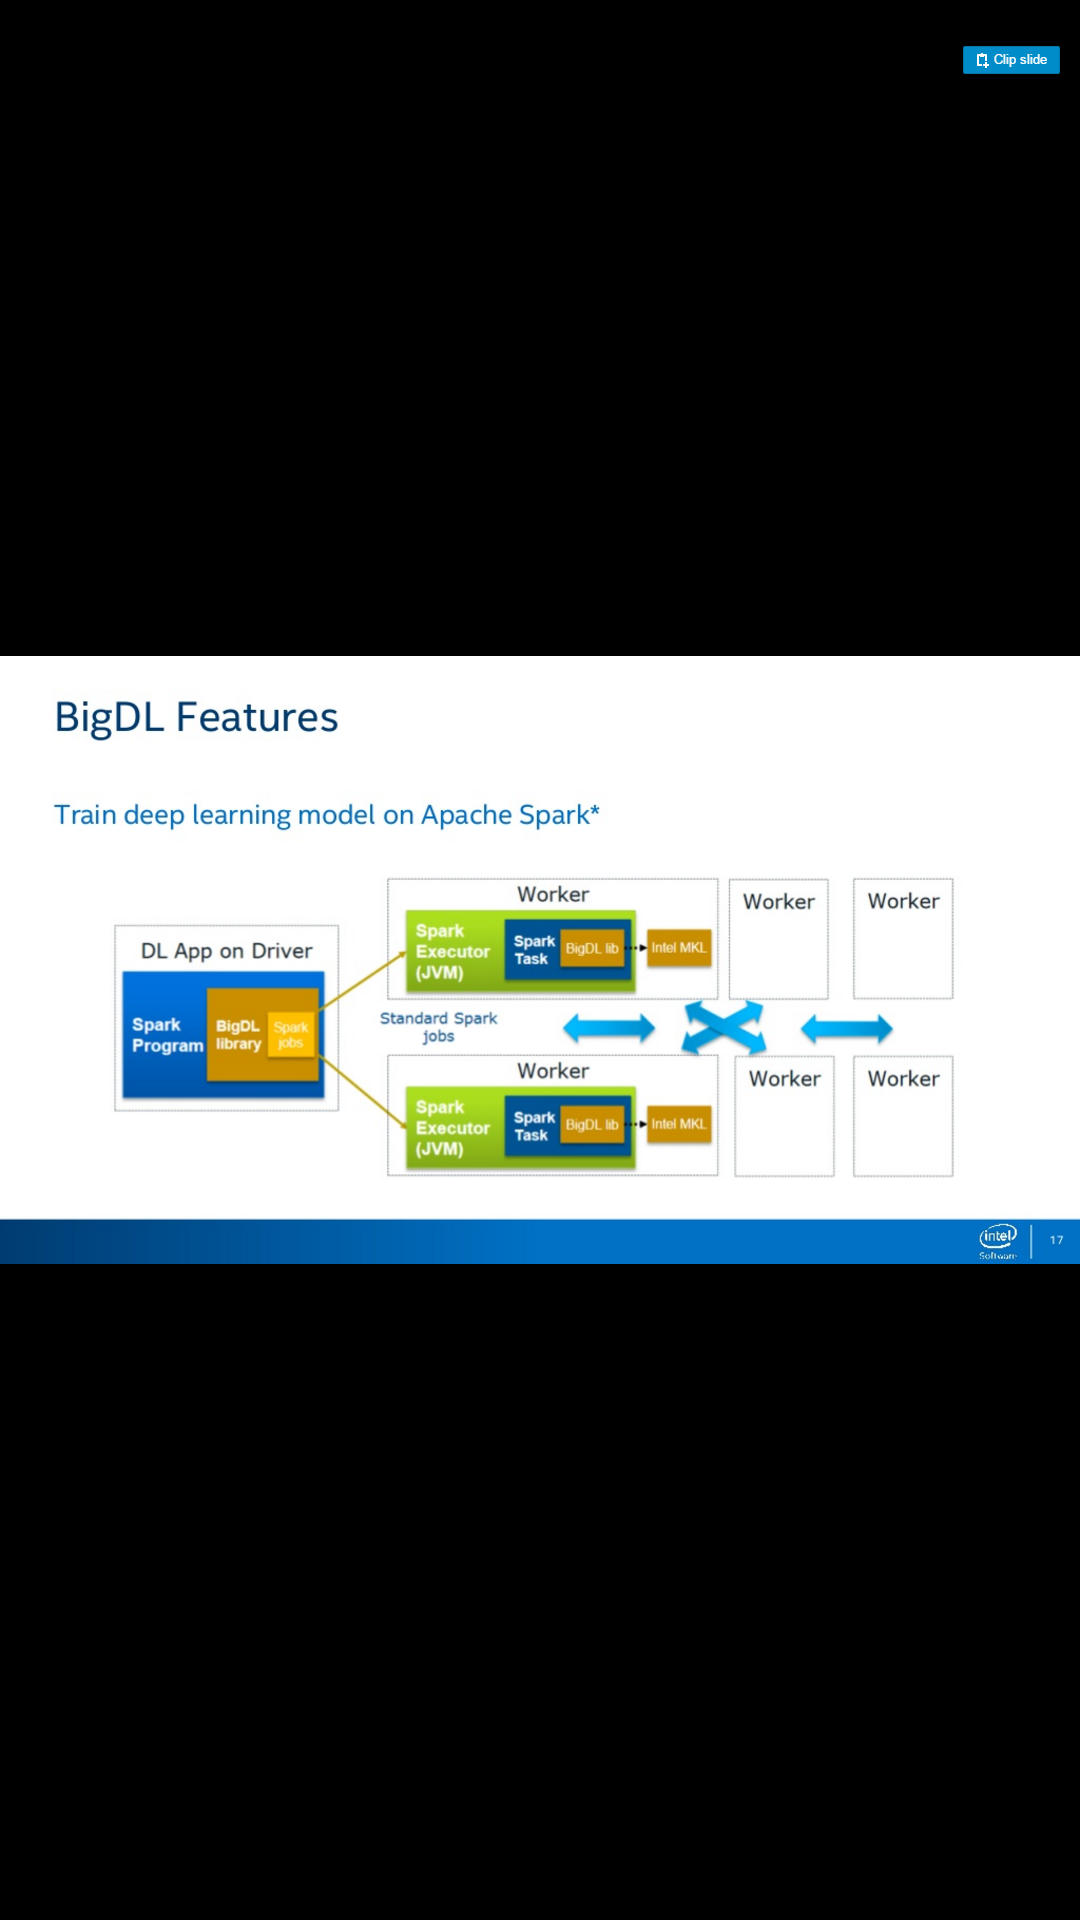 Clip slide
BigDL Features
Train deep learning model on Apache Spark*
DL App on Driver
Spark
Program
BigDL
library
Spark
jobs
Worker
Spark
Executor
(JVM)
Spark
Task
BigDL lib
Intel MKL
Worker
Worker
Standard Spark
jobs
Worker
Spark
Executor
(JVM)
Spark
Task
BigDL lib
Intel MKL
Worker
Worker
intel
Software
17